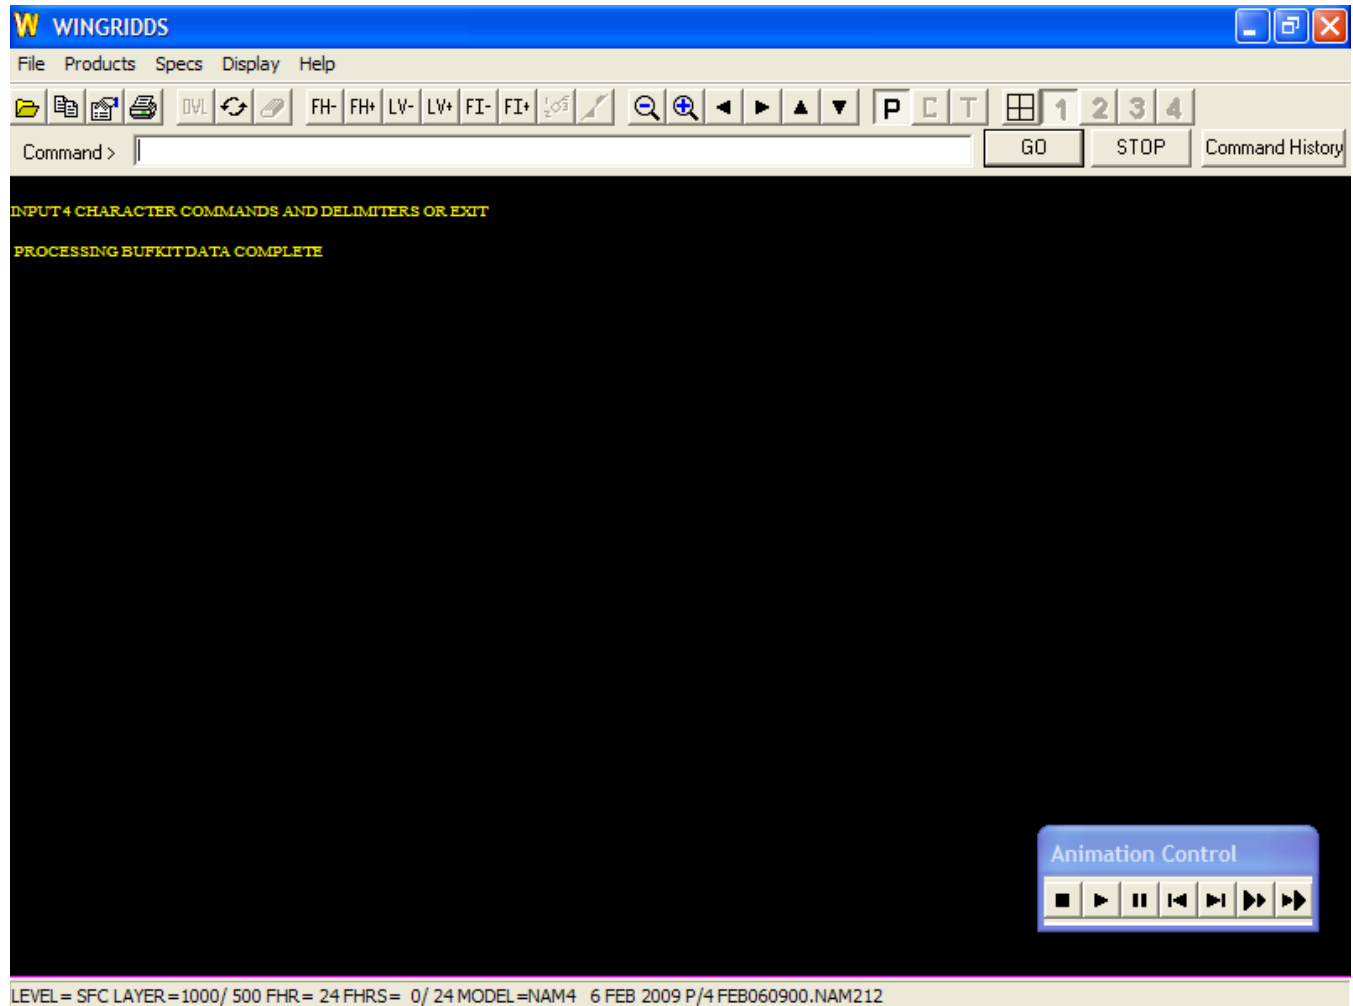 W WINGRIDDS
File Products Specs Display Help
OVL FH- FH+ LV- LV+ FI- FI+ P C T 1 2 3 4
Command > GO STOP Command History
INPUT 4 CHARACTER COMMANDS AND DELIMITERS OR EXIT
PROCESSING BUFKIT DATA COMPLETE
Animation Control
LEVEL= SFC LAYER=1000/ 500 FHR= 24 FHRS= 0/ 24 MODEL=NAM4 6 FEB 2009 P/4 FEB060900.NAM212